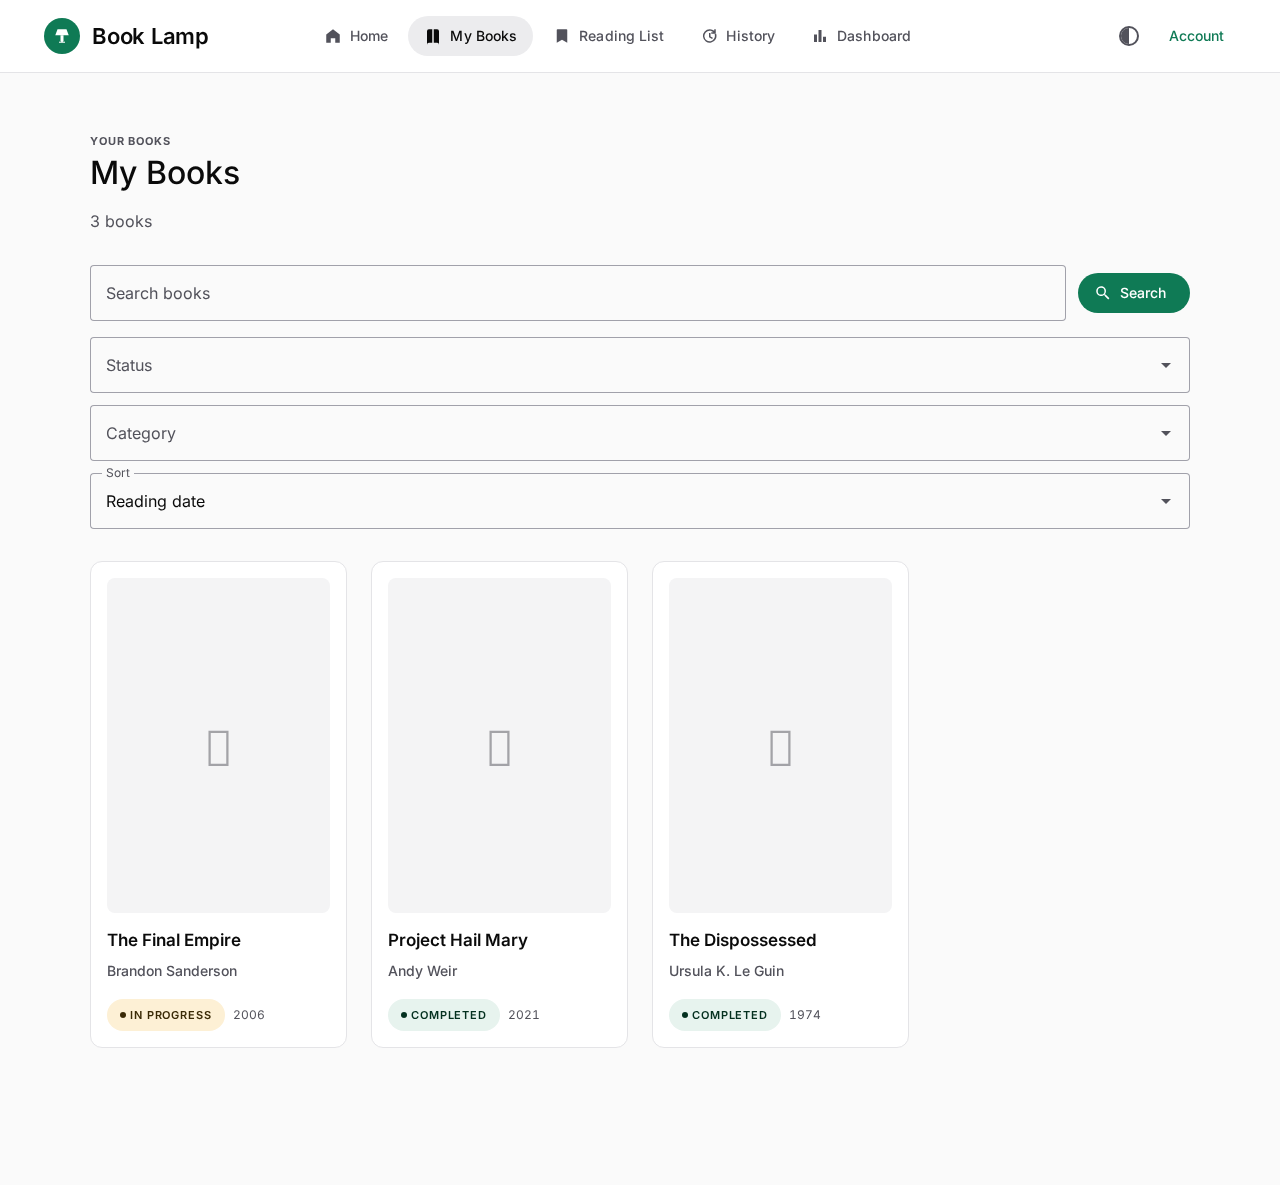 Book Lamp
Home
My Books
Reading List
History
Dashboard
Account
YOUR BOOKS
My Books
3 books
Search books
Search
Status
Category
Sort
Reading date
The Final Empire
Brandon Sanderson
IN PROGRESS 2006
Project Hail Mary
Andy Weir
COMPLETED 2021
The Dispossessed
Ursula K. Le Guin
COMPLETED 1974